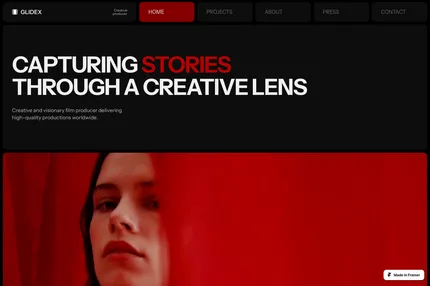 GLIDEX
Creative
producer
HOME
PROJECTS
ABOUT
PRESS
CONTACT
CAPTURING STORIES
THROUGH A CREATIVE LENS
Creative and visionary film producer delivering
high-quality productions worldwide.
Made in Framer